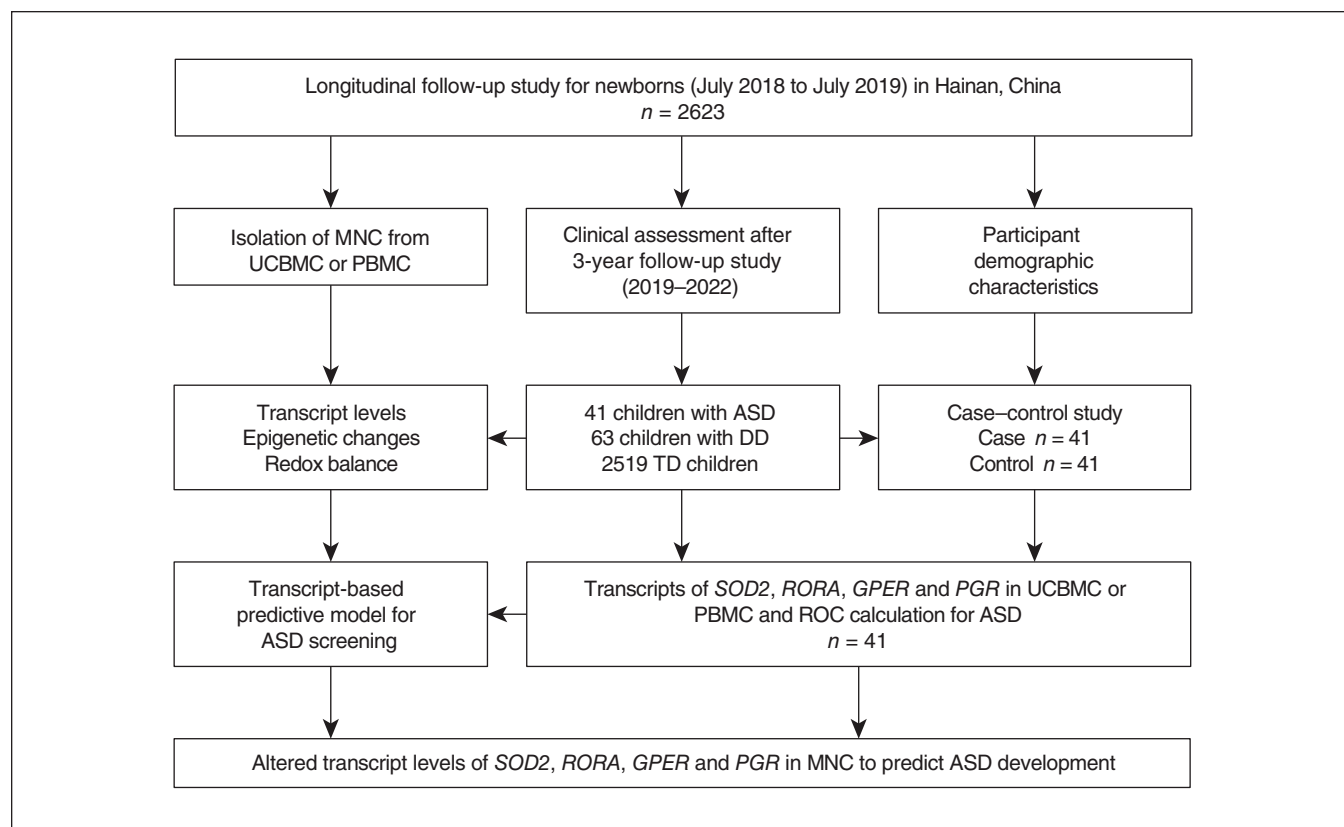 Longitudinal follow-up study for newborns (July 2018 to July 2019) in Hainan, China
n = 2623
Isolation of MNC from
UCBMC or PBMC
Clinical assessment after
3-year follow-up study
(2019–2022)
Participant
demographic
characteristics
Transcript levels
Epigenetic changes
Redox balance
41 children with ASD
63 children with DD
2519 TD children
Case–control study
Case n = 41
Control n = 41
Transcript-based
predictive model for
ASD screening
Transcripts of SOD2, RORA, GPER and PGR in UCBMC or
PBMC and ROC calculation for ASD
n = 41
Altered transcript levels of SOD2, RORA, GPER and PGR in MNC to predict ASD development